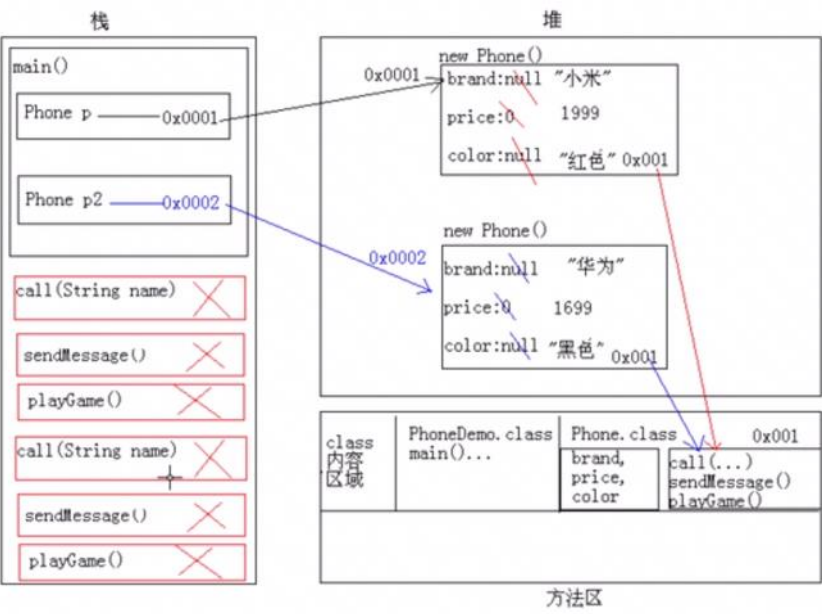 栈
main()
Phone p 0x0001
Phone p2 0x0002
call(String name)
sendMessage()
playGame()
call(String name)
sendMessage()
playGame()
堆
new Phone()
0x0001
brand:null "小米"
price:0 1999
color:null "红色" 0x001
new Phone()
0x0002
brand:null "华为"
price:0 1699
color:null "黑色" 0x001
class
内容
区域
PhoneDemo.class
main()...
Phone.class 0x001
brand,
price,
color
call(...)
sendMessage()
playGame()
方法区